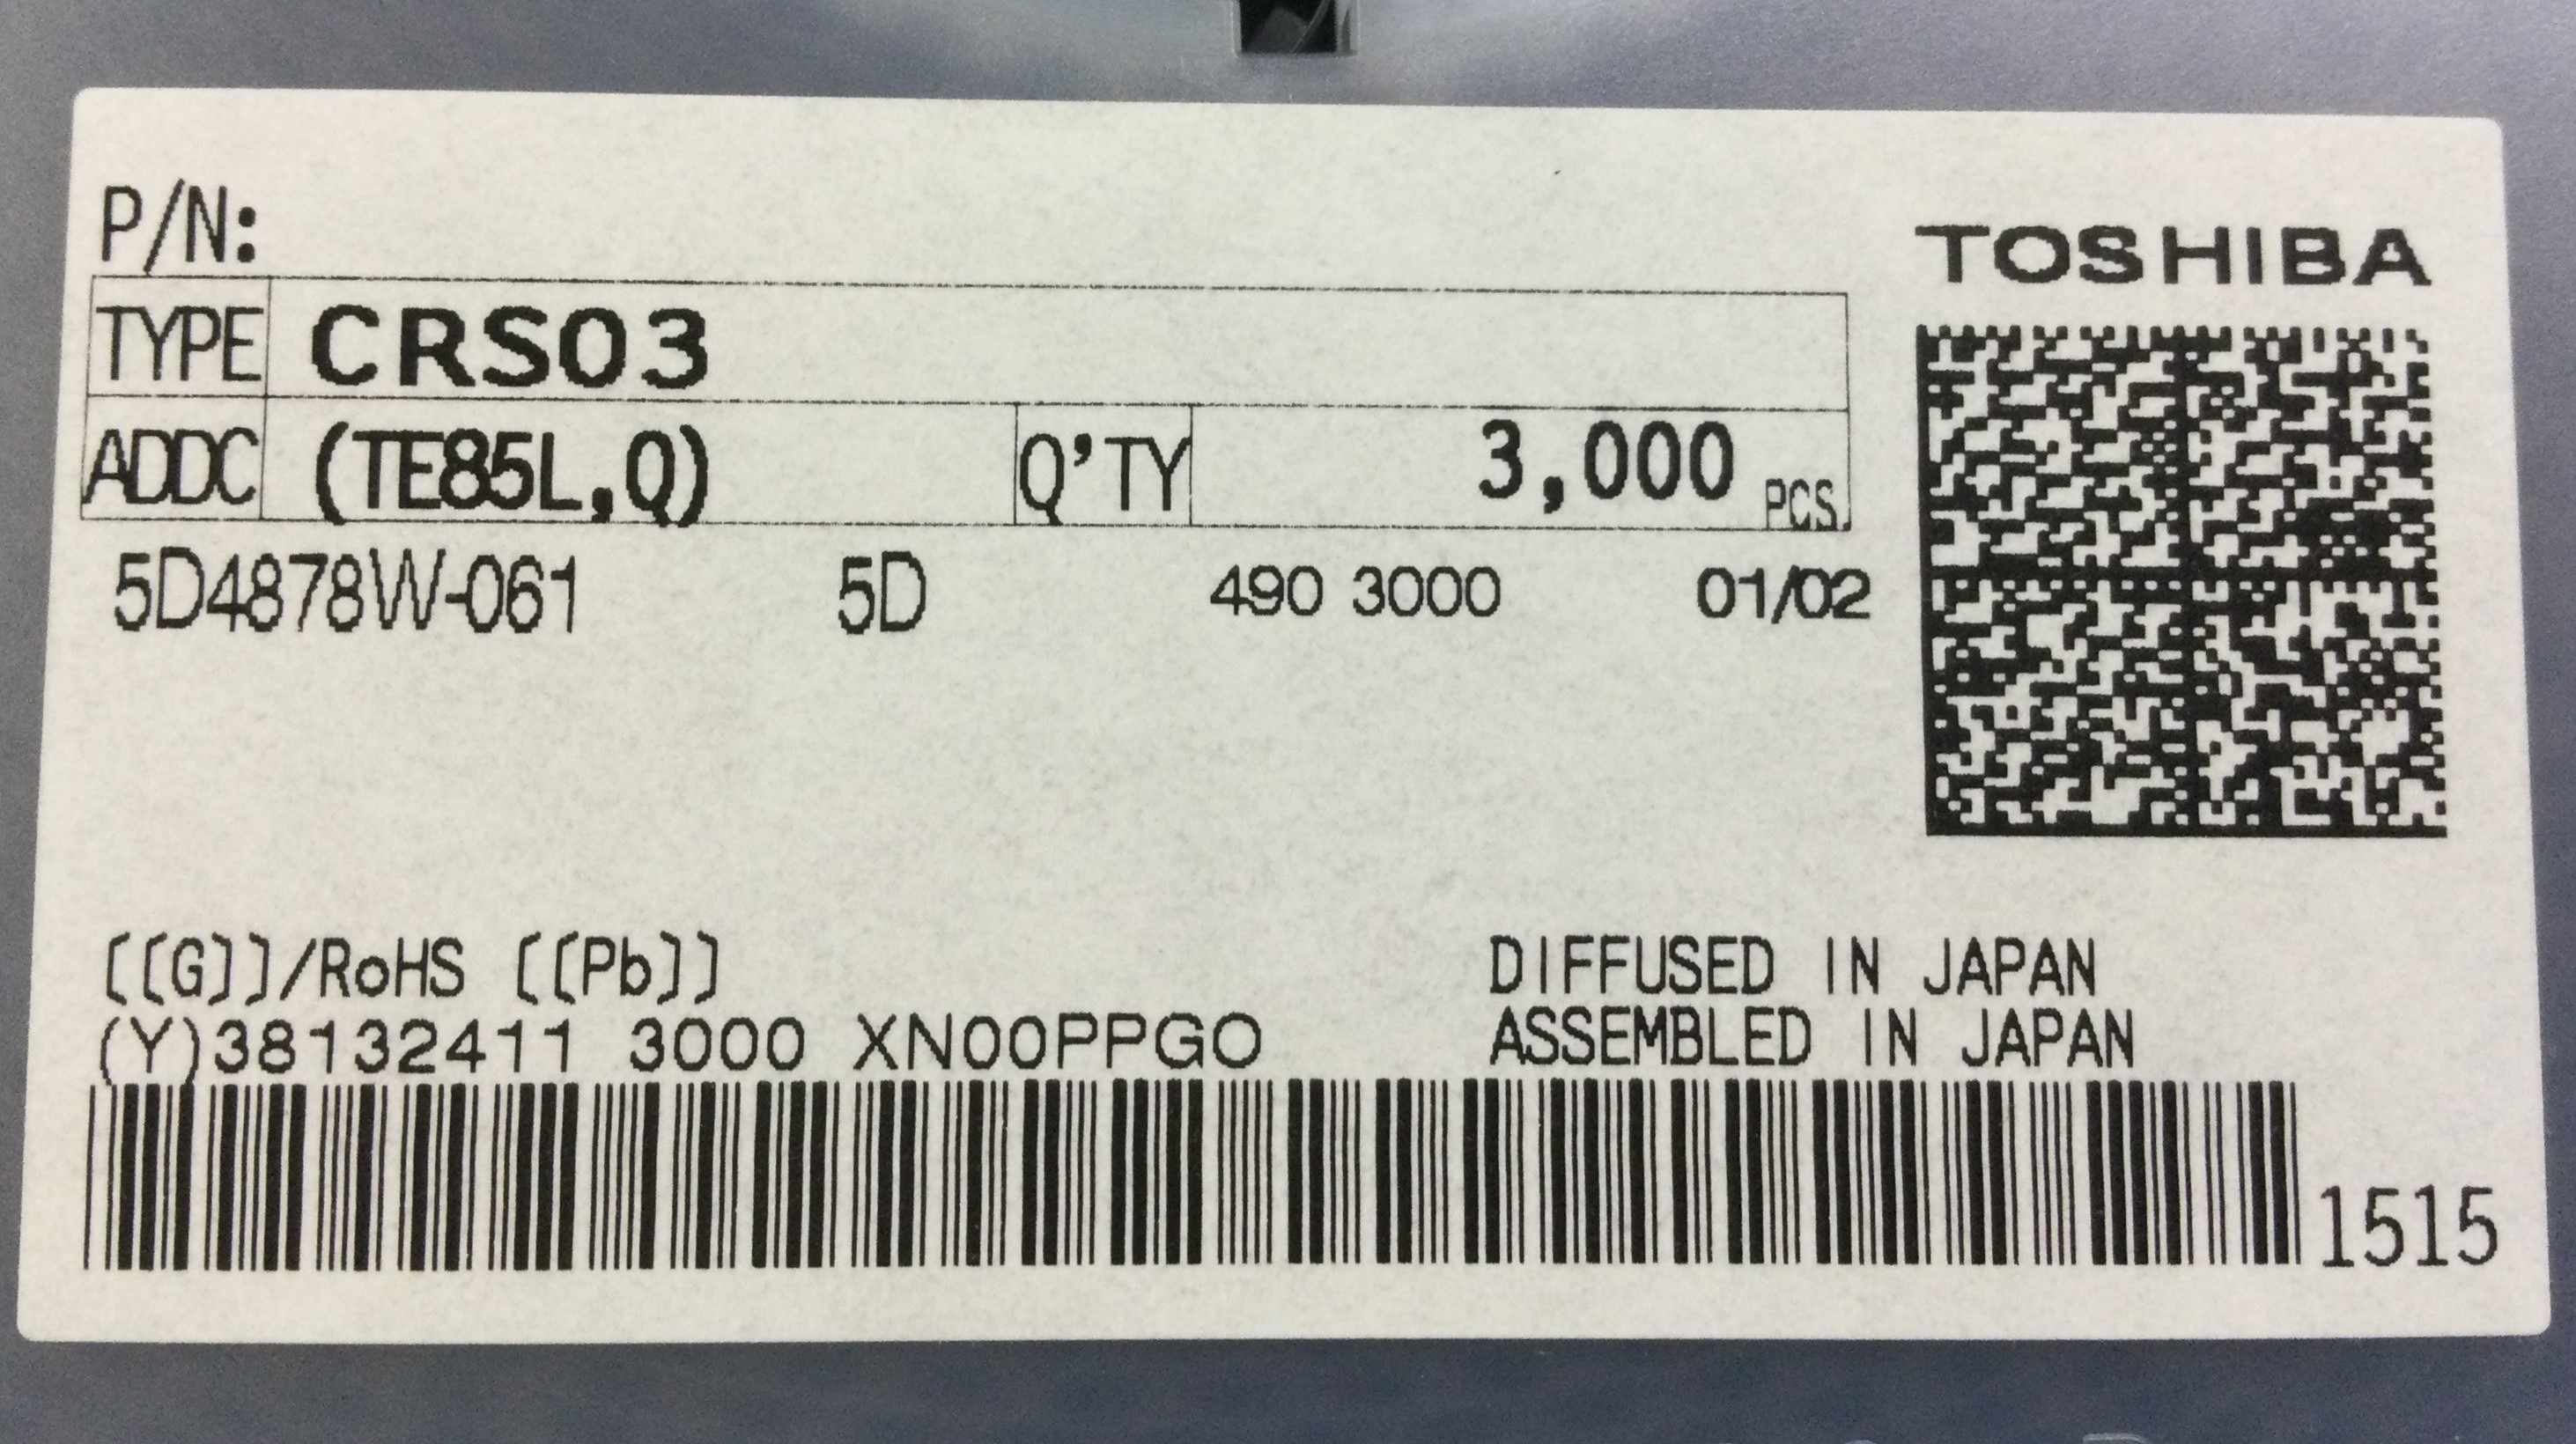 P/N:
TOSHIBA
TYPE CRS03
ADDC (TE85L,Q) Q'TY 3,000 PCS.
5D4878W-061 5D 490 3000 01/02
[[G]]/RoHS [[Pb]] DIFFUSED IN JAPAN
(Y)38132411 3000 XN00PPGO ASSEMBLED IN JAPAN
1515